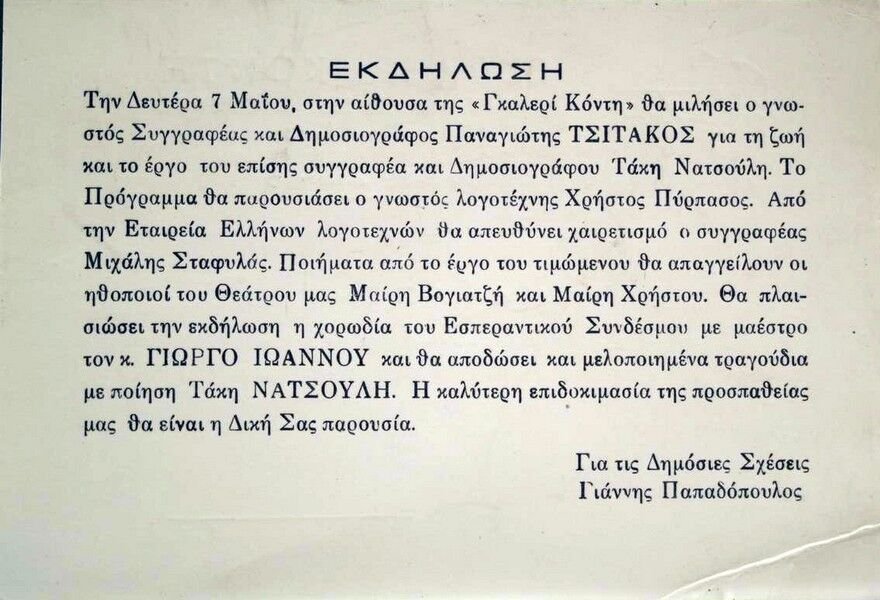 ΕΚΔΗΛΩΣΗ
Την Δευτέρα 7 Μαΐου, στην αίθουσα της «Γκαλερί Κόντη» θα μιλήσει ο γνω-
στός Συγγραφέας και Δημοσιογράφος Παναγιώτης ΤΣΙΤΑΚΟΣ για τη ζωή
και το έργο του επίσης συγγραφέα και Δημοσιογράφου Τάκη Νατσούλη. Το
Πρόγραμμα θα παρουσιάσει ο γνωστός λογοτέχνης Χρήστος Πύρπασος. Από
την Εταιρεία Ελλήνων λογοτεχνών θα απευθύνει χαιρετισμό ο συγγραφέας
Μιχάλης Σταφυλάς. Ποιήματα από το έργο του τιμώμενου θα απαγγείλουν οι
ηθοποιοί του Θεάτρου μας Μαίρη Βογιατζή και Μαίρη Χρήστου. Θα πλαι-
σιώσει την εκδήλωση η χορωδία του Εσπεραντικού Συνδέσμου με μαέστρο
τον κ. ΓΙΩΡΓΟ ΙΩΑΝΝΟΥ και θα αποδώσει και μελοποιημένα τραγούδια
με ποίηση Τάκη ΝΑΤΣΟΥΛΗ. Η καλύτερη επιδοκιμασία της προσπαθείας
μας θα είναι η Δική Σας παρουσία.
Για τις Δημόσιες Σχέσεις
Γιάννης Παπαδόπουλος